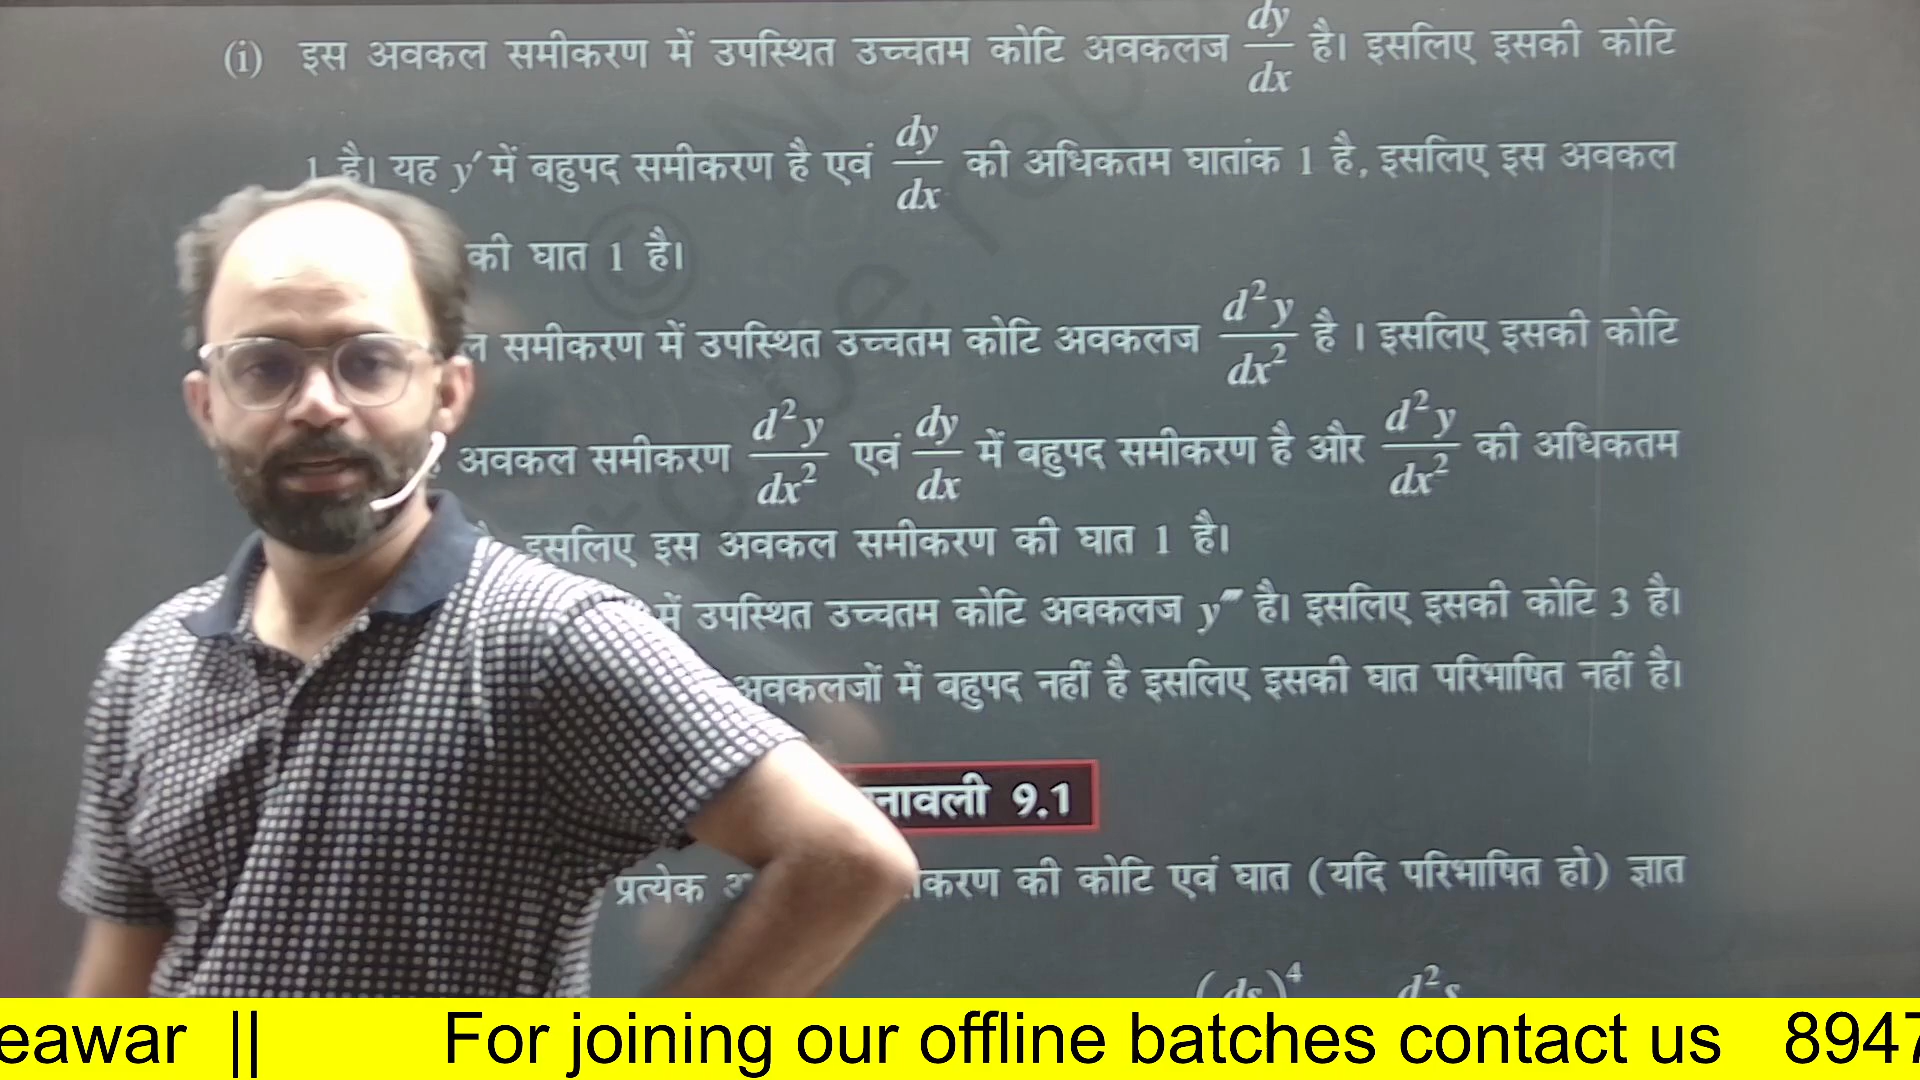 (i) इस अवकल समीकरण में उपस्थित उच्चतम कोटि अवकलज dy/dx है। इसलिए इसकी कोटि
1 है। यह y′ में बहुपद समीकरण है एवं dy/dx की अधिकतम घातांक 1 है, इसलिए इस अवकल
की घात 1 है।
ल समीकरण में उपस्थित उच्चतम कोटि अवकलज d²y/dx² है । इसलिए इसकी कोटि
अवकल समीकरण d²y/dx² एवं dy/dx में बहुपद समीकरण है और d²y/dx² की अधिकतम
इसलिए इस अवकल समीकरण की घात 1 है।
में उपस्थित उच्चतम कोटि अवकलज y‴ है। इसलिए इसकी कोटि 3 है।
अवकलजों में बहुपद नहीं है इसलिए इसकी घात परिभाषित नहीं है।
नावली 9.1
प्रत्येक अ कीकरण की कोटि एवं घात (यदि परिभाषित हो) ज्ञात
(ds)⁴ d²s
eawar || For joining our offline batches contact us 8947